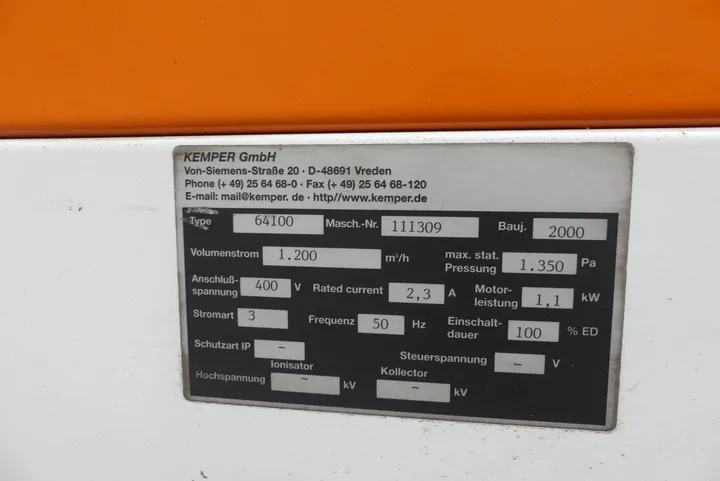 KEMPER GmbH
Von-Siemens-Straße 20 · D-48691 Vreden
Phone (+ 49) 25 64 68-0 · Fax (+ 49) 25 64 68-120
E-mail: mail@kemper. de · http//www.kemper.de
Type 64100 Masch.-Nr. 111309 Bauj. 2000
Volumenstrom 1.200 m³/h max. stat. Pressung 1.350 Pa
Anschluß-spannung 400 V Rated current 2,3 A Motor-leistung 1,1 kW
Stromart 3 Frequenz 50 Hz Einschalt-dauer 100 % ED
Schutzart IP – Steuerspannung – V
Ionisator Kollector
Hochspannung – kV – kV